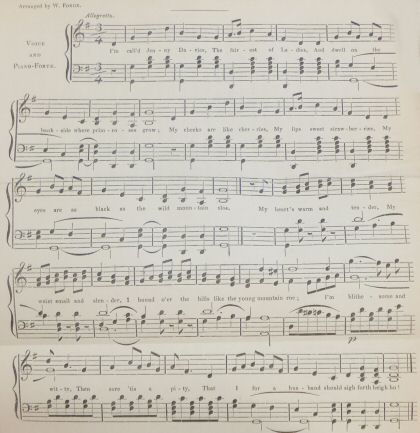 Arranged by W. FORDE.
Allegretto.
VOICE
AND
PIANO-FORTE.
I'm call'd Jen - ny Da - vies, The fair - est of La - dies, And dwell on the
bank - side where prim - ro - ses grow; My cheeks are like cher - ries, My lips sweet straw - ber - ries, My
eyes are as black as the wild moun - tain sloe. My heart's warm and ten - der, My
waist small and slen - der, I bound o'er the hills like the young mountain roe; I'm blithe - some and
pp
wit - ty, Then sure 'tis a pi - ty, That I for a hus - band should sigh forth heigh ho!